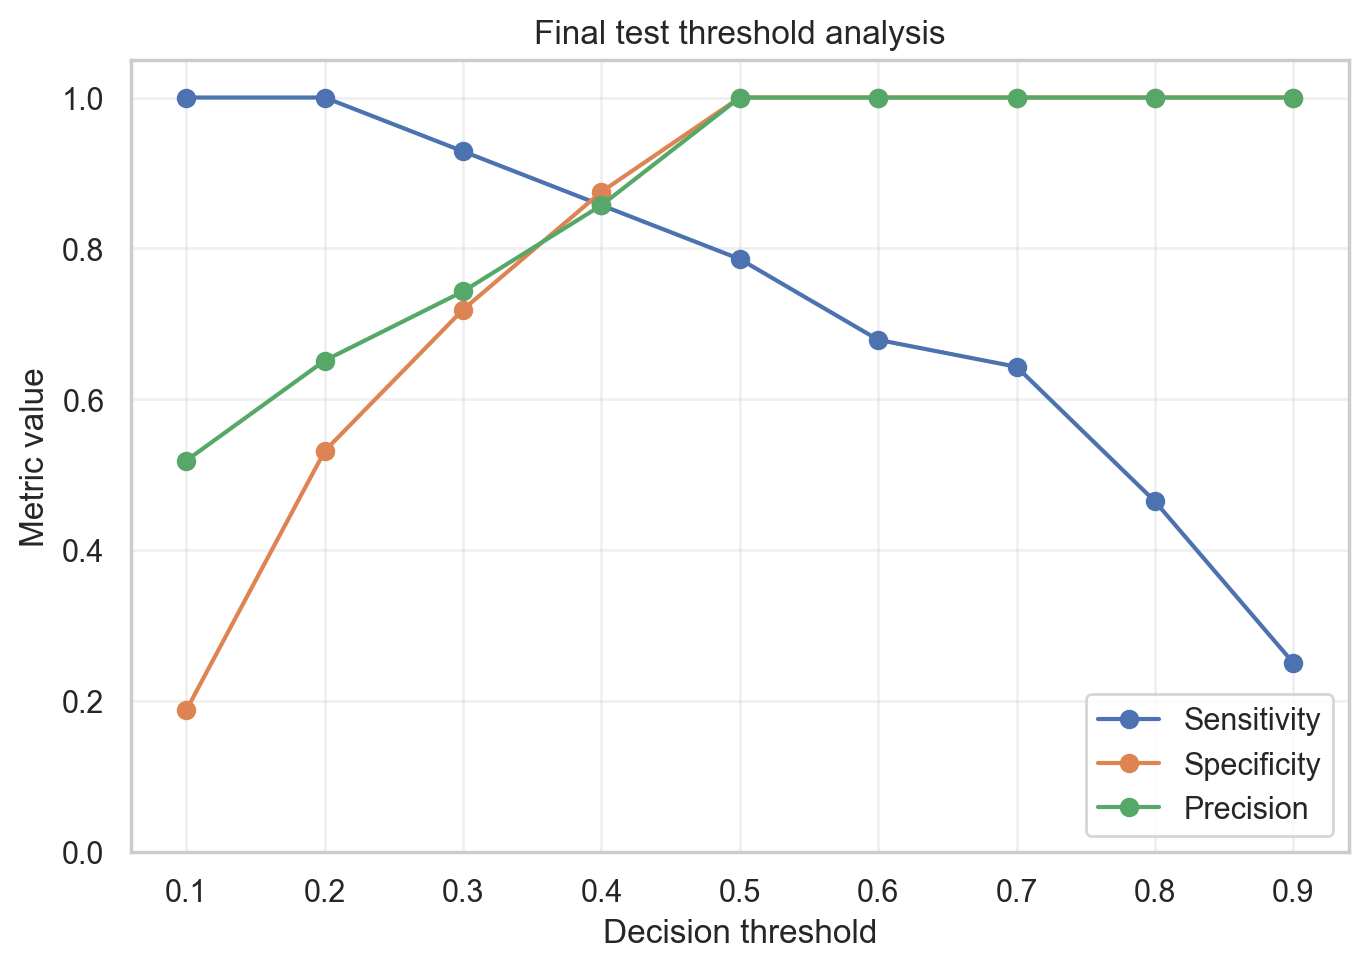 Final test threshold analysis
Metric value
1.0
0.8
0.6
0.4
0.2
0.0
0.1 0.2 0.3 0.4 0.5 0.6 0.7 0.8 0.9
Decision threshold
Sensitivity
Specificity
Precision